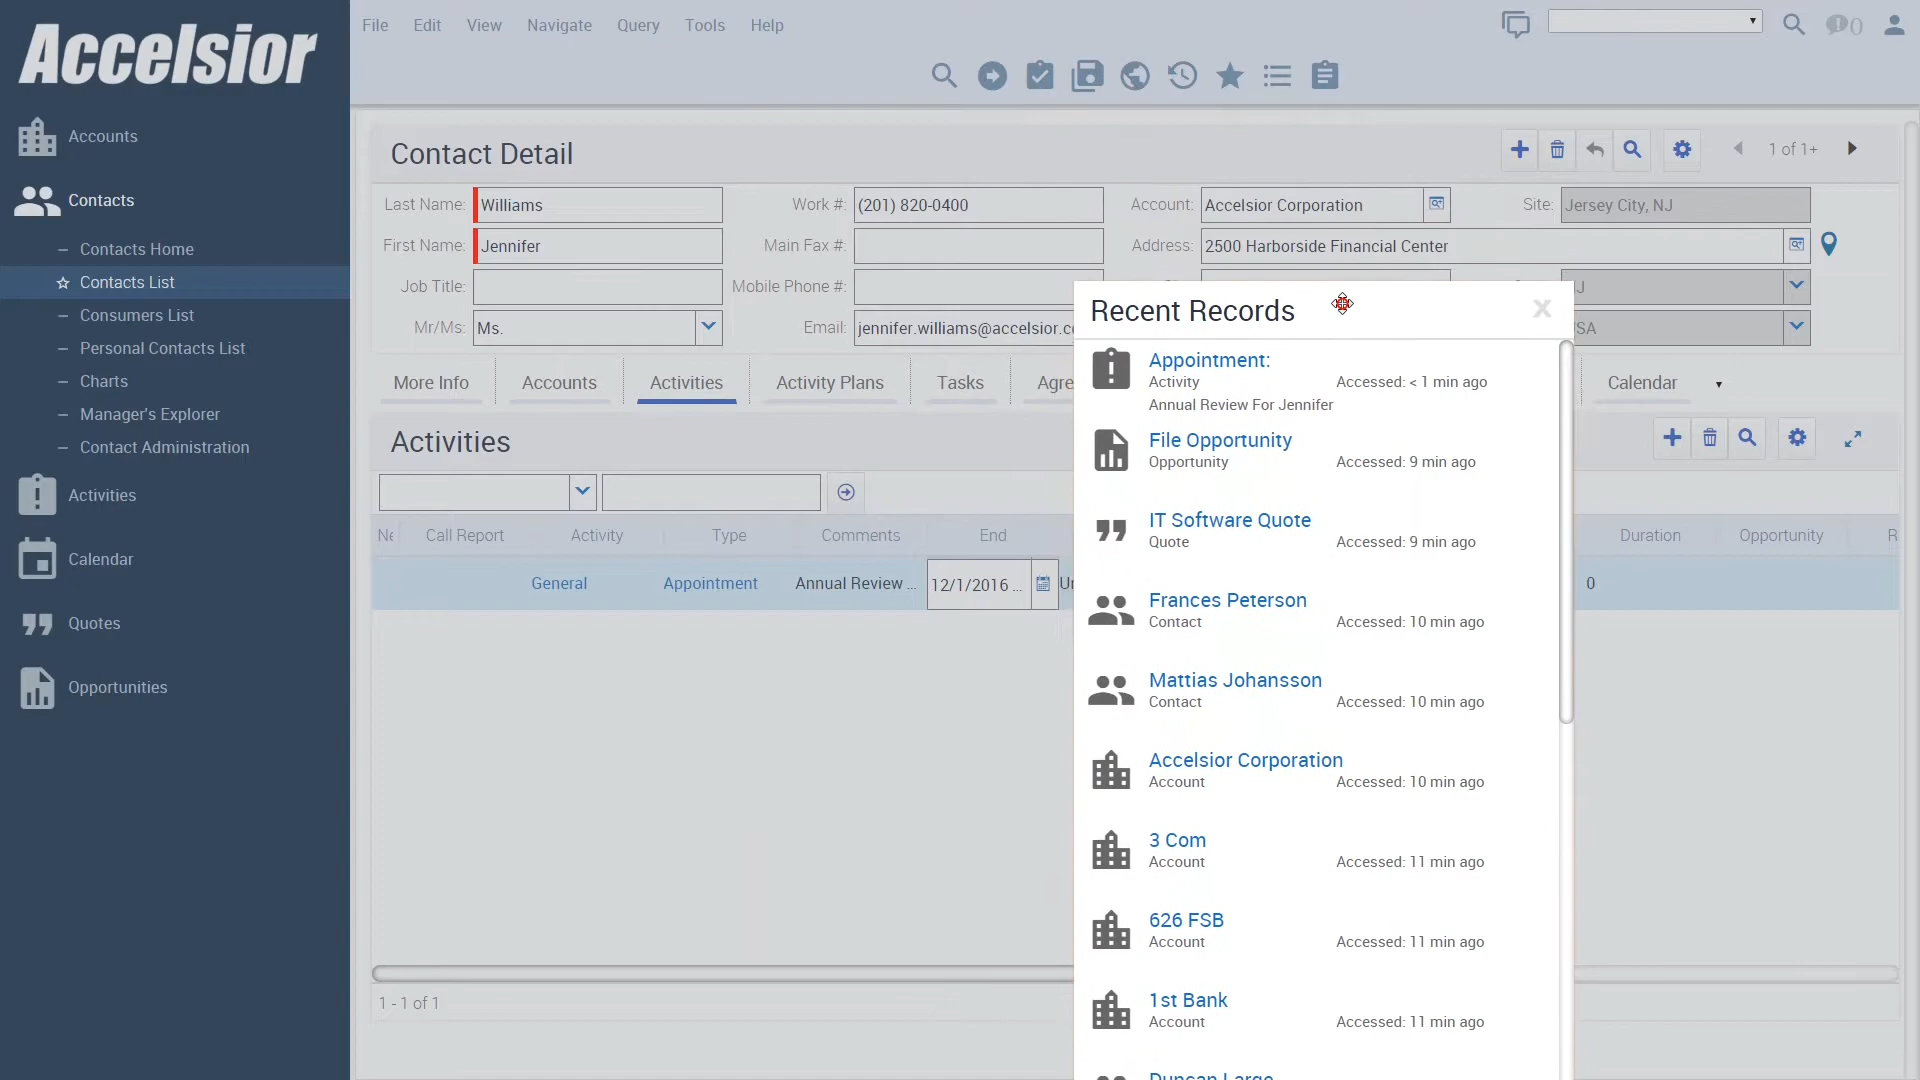 Accelsior
File Edit View Navigate Query Tools Help
0
Accounts
Contacts
Contacts Home
Contacts List
Consumers List
Personal Contacts List
Charts
Manager's Explorer
Contact Administration
Activities
Calendar
Quotes
Opportunities
Contact Detail
1 of 1+
Last Name: Williams Work #: (201) 820-0400 Account: Accelsior Corporation Site: Jersey City, NJ
First Name: Jennifer Main Fax #: Address: 2500 Harborside Financial Center
Job Title: Mobile Phone #:
Mr/Ms: Ms. Email: jennifer.williams@accelsior.c
More Info Accounts Activities Activity Plans Tasks Agre Calendar
Activities
Call Report Activity Type Comments End Duration Opportunity R
General Appointment Annual Review ... 12/1/2016 ... 0
1 - 1 of 1
Recent Records
Appointment:
Activity Accessed: < 1 min ago
Annual Review For Jennifer
File Opportunity
Opportunity Accessed: 9 min ago
IT Software Quote
Quote Accessed: 9 min ago
Frances Peterson
Contact Accessed: 10 min ago
Mattias Johansson
Contact Accessed: 10 min ago
Accelsior Corporation
Account Accessed: 10 min ago
3 Com
Account Accessed: 11 min ago
626 FSB
Account Accessed: 11 min ago
1st Bank
Account Accessed: 11 min ago
Duncan Large